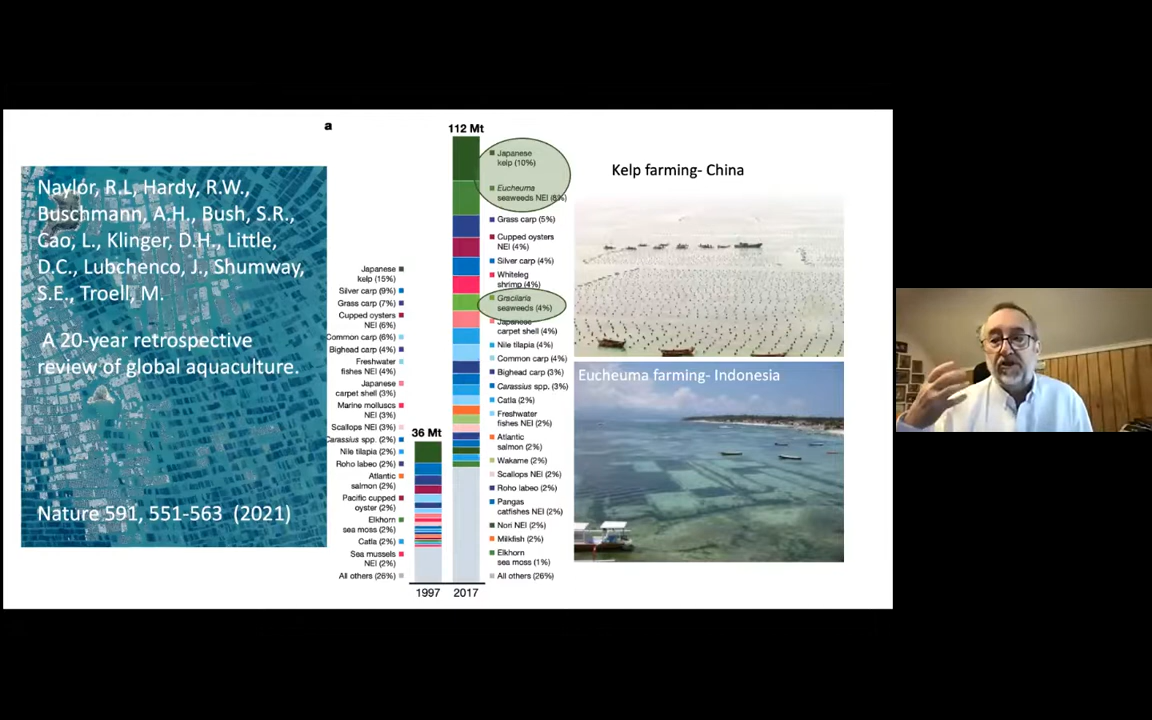 Naylor, R.L, Hardy, R.W.,
Buschmann, A.H., Bush, S.R.,
Cao, L., Klinger, D.H., Little,
D.C., Lubchenco, J., Shumway,
S.E., Troell, M.
A 20-year retrospective
review of global aquaculture.
Nature 591, 551-563 (2021)
a
36 Mt
Japanese
kelp (15%)
Silver carp (9%)
Grass carp (7%)
Cupped oysters
NEI (6%)
Common carp (6%)
Bighead carp (4%)
Freshwater
fishes NEI (4%)
Japanese
carpet shell (3%)
Marine molluscs
NEI (3%)
Scallops NEI (3%)
Carassius spp. (2%)
Nile tilapia (2%)
Roho labeo (2%)
Atlantic
salmon (2%)
Pacific cupped
oyster (2%)
Elkhorn
sea moss (2%)
Catla (2%)
Sea mussels
NEI (2%)
All others (26%)
1997
112 Mt
Japanese
kelp (10%)
Eucheuma
seaweeds NEI (8%)
Grass carp (5%)
Cupped oysters
NEI (4%)
Silver carp (4%)
Whiteleg
shrimp (4%)
Gracilaria
seaweeds (4%)
Japanese
carpet shell (4%)
Nile tilapia (4%)
Common carp (4%)
Bighead carp (3%)
Carassius spp. (3%)
Catla (2%)
Freshwater
fishes NEI (2%)
Atlantic
salmon (2%)
Wakame (2%)
Scallops NEI (2%)
Roho labeo (2%)
Pangas
catfishes NEI (2%)
Nori NEI (2%)
Milkfish (2%)
Elkhorn
sea moss (1%)
All others (26%)
2017
Kelp farming- China
Eucheuma farming- Indonesia